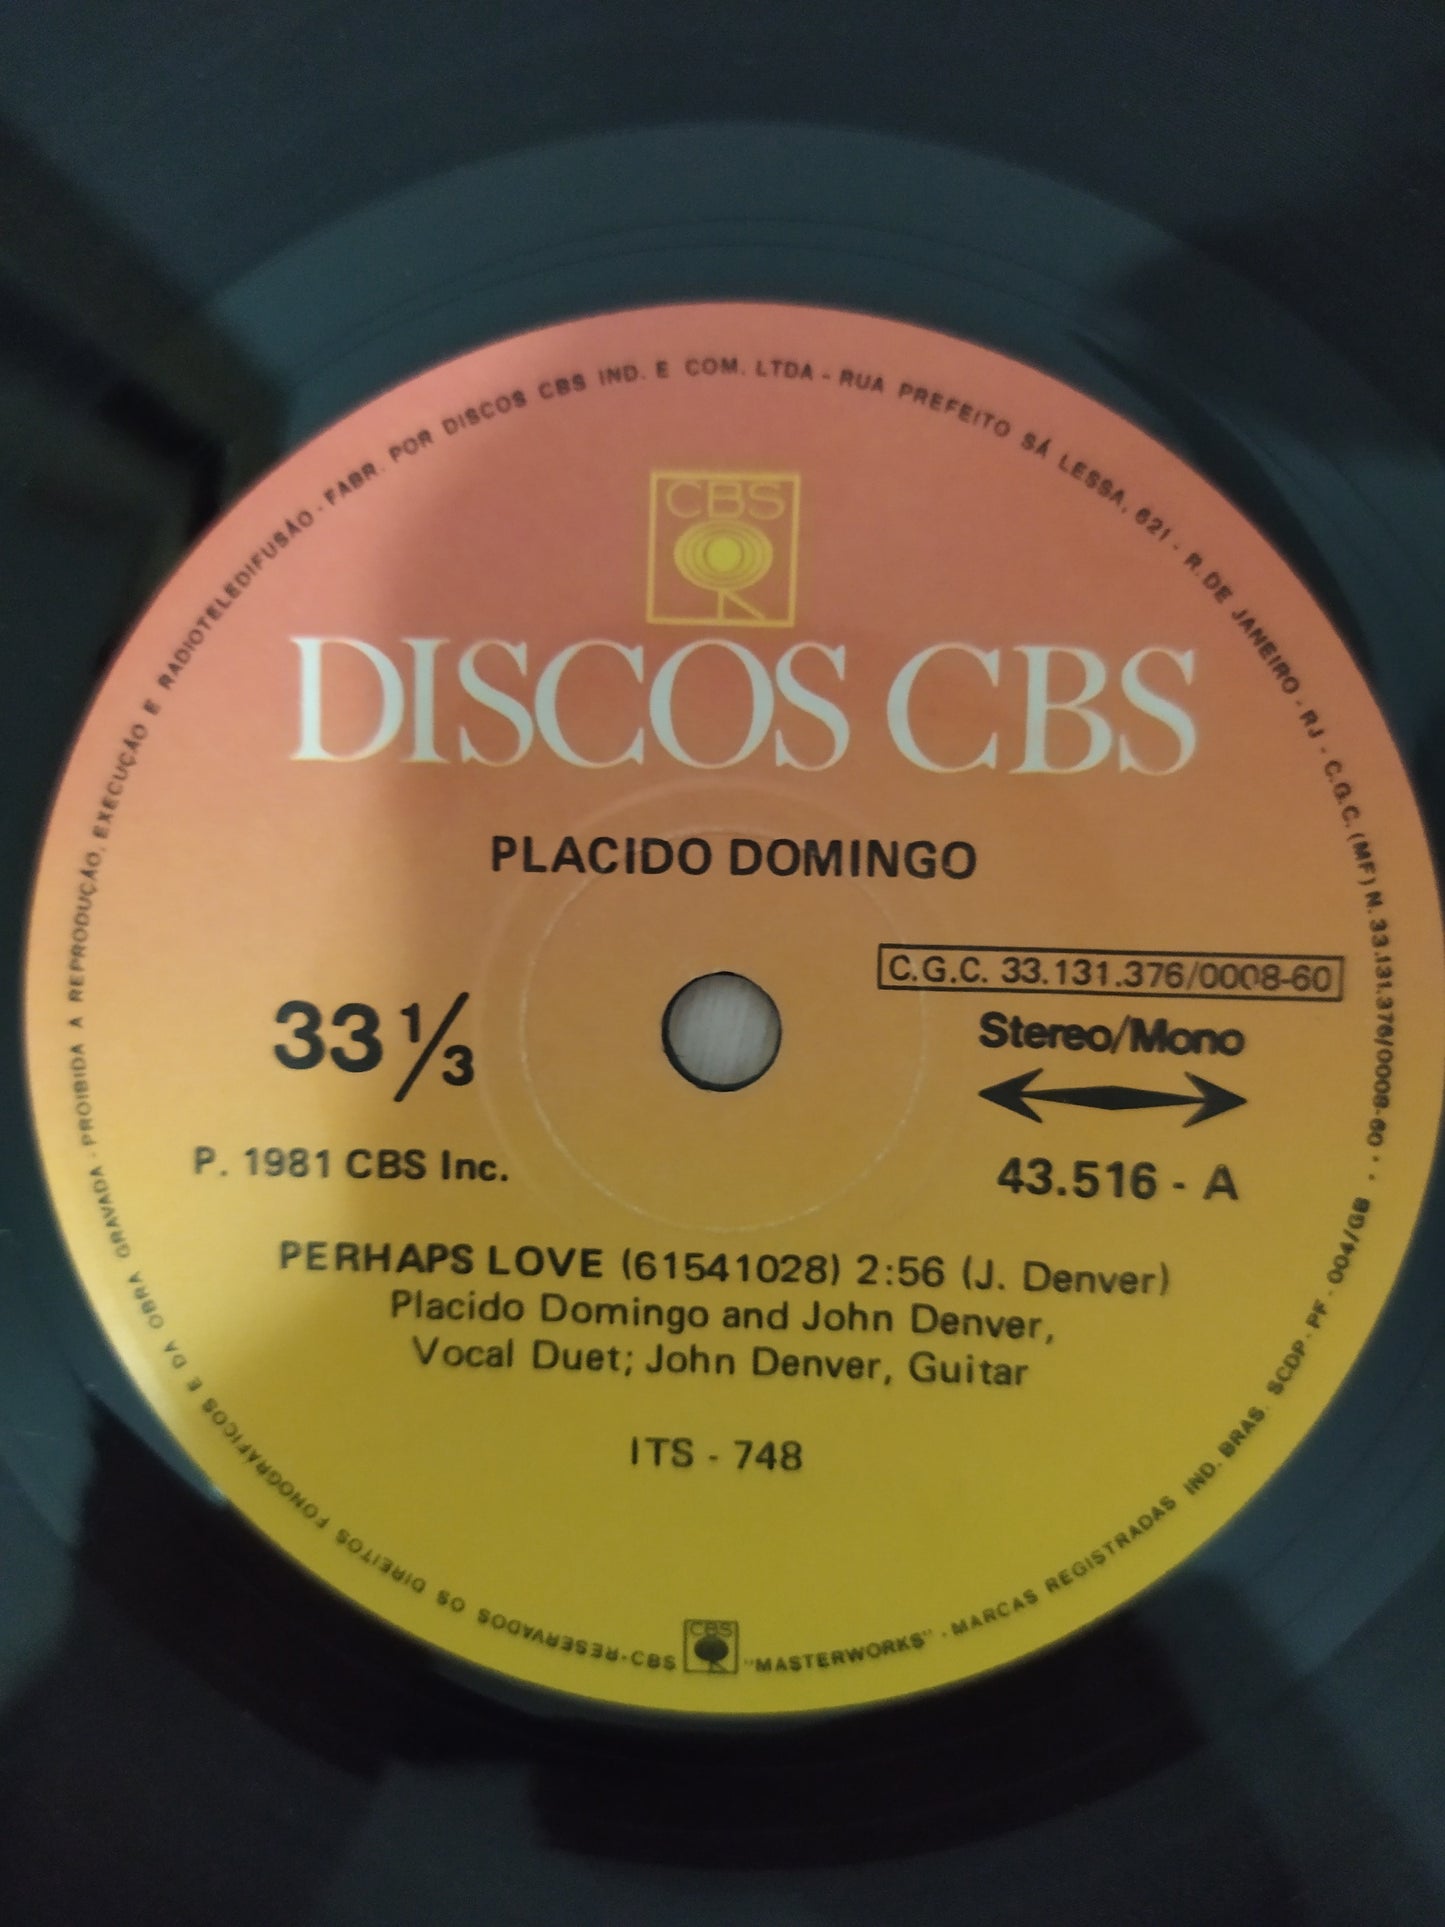 PROIBIDA A REPRODUÇÃO, EXECUÇÃO E RADIOTELEDIFUSÃO - FABR. POR DISCOS CBS IND. E COM. LTDA - RUA PREFEITO SÁ LESSA, 621 - R. DE JANEIRO - RJ - C.G.C. (MF) N. 33.131.376/0008-60
CBS
DISCOS CBS
PLACIDO DOMINGO
C.G.C. 33.131.376/0008-60
33 1/3
Stereo/Mono
P. 1981 CBS Inc.
43.516 - A
PERHAPS LOVE (61541028) 2:56 (J. Denver)
Placido Domingo and John Denver,
Vocal Duet; John Denver, Guitar
ITS - 748
RESERVADOS OS DIREITOS FONOGRÁFICOS E DA OBRA GRAVADA -
CBS CBS "MASTERWORKS" - MARCAS REGISTRADAS IND. BRAS. SCDP - PF - 004/GB